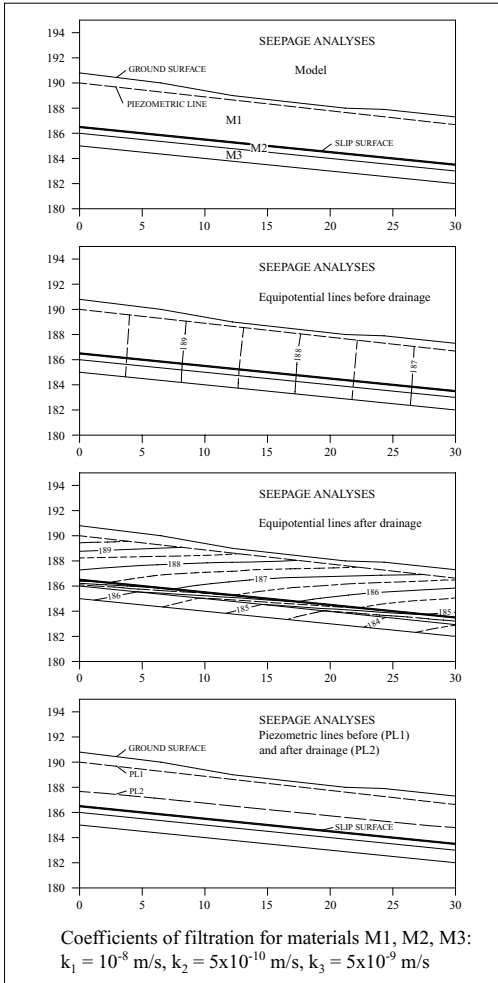 194
192
190
188
186
184
182
180
0 5 10 15 20 25 30
SEEPAGE ANALYSES
Model
GROUND SURFACE
PIEZOMETRIC LINE
M1
M2
M3
SLIP SURFACE
194
192
190
188
186
184
182
180
0 5 10 15 20 25 30
SEEPAGE ANALYSES
Equipotential lines before drainage
189
188
187
194
192
190
188
186
184
182
180
0 5 10 15 20 25 30
SEEPAGE ANALYSES
Equipotential lines after drainage
189
188
187
186
186
185
185
184
194
192
190
188
186
184
182
180
0 5 10 15 20 25 30
SEEPAGE ANALYSES
Piezometric lines before (PL1)
and after drainage (PL2)
GROUND SURFACE
PL1
PL2
SLIP SURFACE
Coefficients of filtration for materials M1, M2, M3:
k₁ = 10⁻⁸ m/s, k₂ = 5x10⁻¹⁰ m/s, k₃ = 5x10⁻⁹ m/s